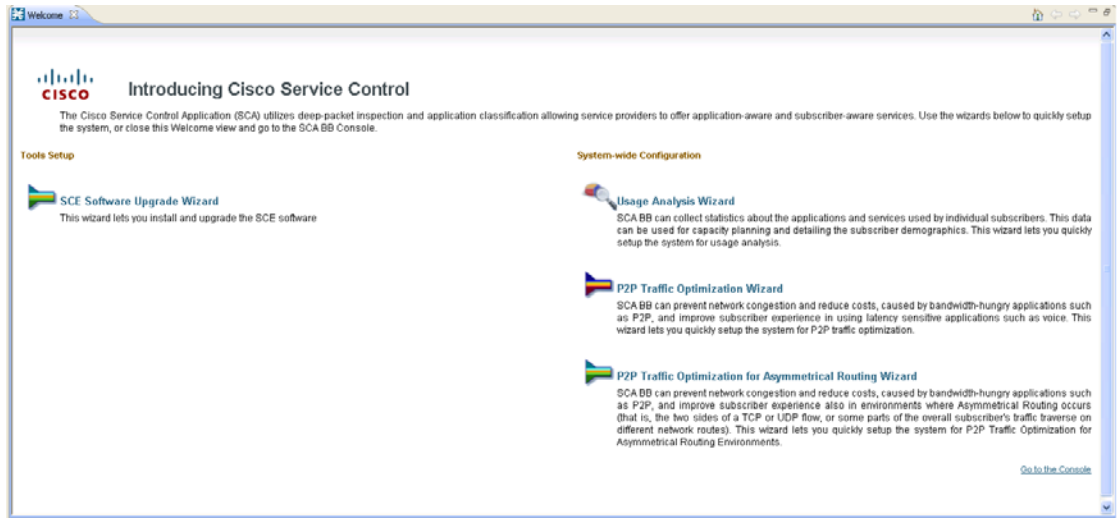 Welcome
CISCO
Introducing Cisco Service Control
The Cisco Service Control Application (SCA) utilizes deep-packet inspection and application classification allowing service providers to offer application-aware and subscriber-aware services. Use the wizards below to quickly setup
the system, or close this Welcome view and go to the SCA BB Console.
Tools Setup
SCE Software Upgrade Wizard
This wizard lets you install and upgrade the SCE software
System-wide Configuration
Usage Analysis Wizard
SCA BB can collect statistics about the applications and services used by individual subscribers. This data
can be used for capacity planning and detailing the subscriber demographics. This wizard lets you quickly
setup the system for usage analysis.
P2P Traffic Optimization Wizard
SCA BB can prevent network congestion and reduce costs, caused by bandwidth-hungry applications such
as P2P, and improve subscriber experience in using latency sensitive applications such as voice. This
wizard lets you quickly setup the system for P2P traffic optimization.
P2P Traffic Optimization for Asymmetrical Routing Wizard
SCA BB can prevent network congestion and reduce costs, caused by bandwidth-hungry applications such
as P2P, and improve subscriber experience also in environments where Asymmetrical Routing occurs
(that is, the two sides of a TCP or UDP flow, or some parts of the overall subscriber's traffic traverse on
different network routes). This wizard lets you quickly setup the system for P2P Traffic Optimization for
Asymmetrical Routing Environments.
Go to the Console